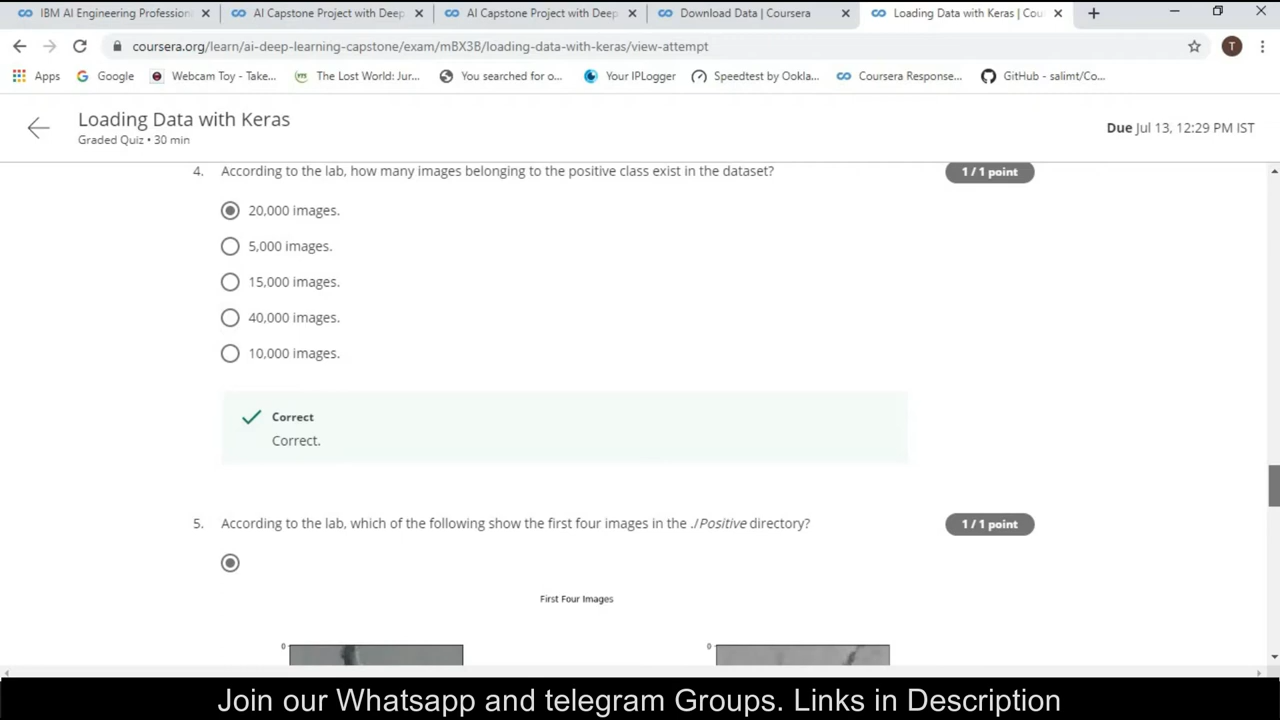 IBM AI Engineering Profession
AI Capstone Project with Deep
AI Capstone Project with Deep
Download Data | Coursera
Loading Data with Keras | Cou
coursera.org/learn/ai-deep-learning-capstone/exam/mBX3B/loading-data-with-keras/view-attempt
T
Apps
Google
Webcam Toy - Take...
The Lost World: Jur...
You searched for o...
Your IPLogger
Speedtest by Ookla...
Coursera Response...
GitHub - salimt/Co...
Loading Data with Keras
Graded Quiz • 30 min
Due Jul 13, 12:29 PM IST
4. According to the lab, how many images belonging to the positive class exist in the dataset?
1 / 1 point
20,000 images.
5,000 images.
15,000 images.
40,000 images.
10,000 images.
Correct
Correct.
5. According to the lab, which of the following show the first four images in the ./Positive directory?
1 / 1 point
First Four Images
0
0
Join our Whatsapp and telegram Groups. Links in Description